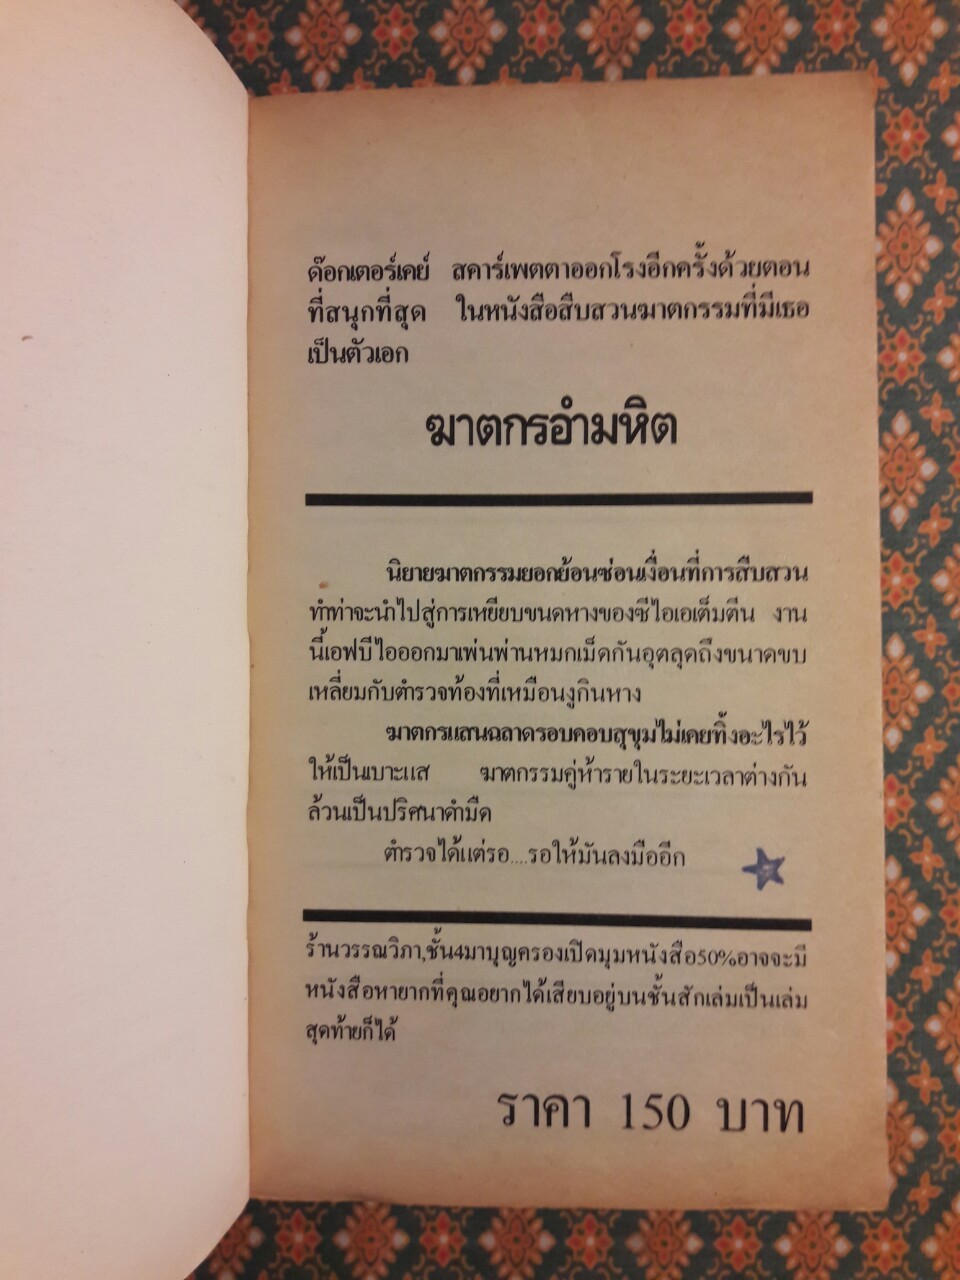 ด๊อกเตอร์เคย์ สคาร์เพตตาออกโรงอีกครั้งด้วยตอน
ที่สนุกที่สุด ในหนังสือสืบสวนฆาตกรรมที่มีเธอ
เป็นตัวเอก
ฆาตกรอำมหิต
นิยายฆาตกรรมยอกย้อนซ่อนเงื่อนที่การสืบสวน
ทำท่าจะนำไปสู่การเหยียบขนดหางของซีไอเอเต็มตีน งาน
นี้เอฟบีไอออกมาเพ่นพ่านหมกเม็ดกันอุตลุดถึงขนาดขบ
เหลี่ยมกับตำรวจท้องที่เหมือนงูกินหาง
ฆาตกรแสนฉลาดรอบคอบสุขุมไม่เคยทิ้งอะไรไว้
ให้เป็นเบาะแส ฆาตกรรมคู่ห้ารายในระยะเวลาต่างกัน
ล้วนเป็นปริศนาดำมืด
ตำรวจได้แต่รอ....รอให้มันลงมืออีก
ร้านวรรณวิภา,ชั้น4มาบุญครองเปิดมุมหนังสือ50%อาจจะมี
หนังสือหายากที่คุณอยากได้เสียบอยู่บนชั้นสักเล่มเป็นเล่ม
สุดท้ายก็ได้
ราคา 150 บาท